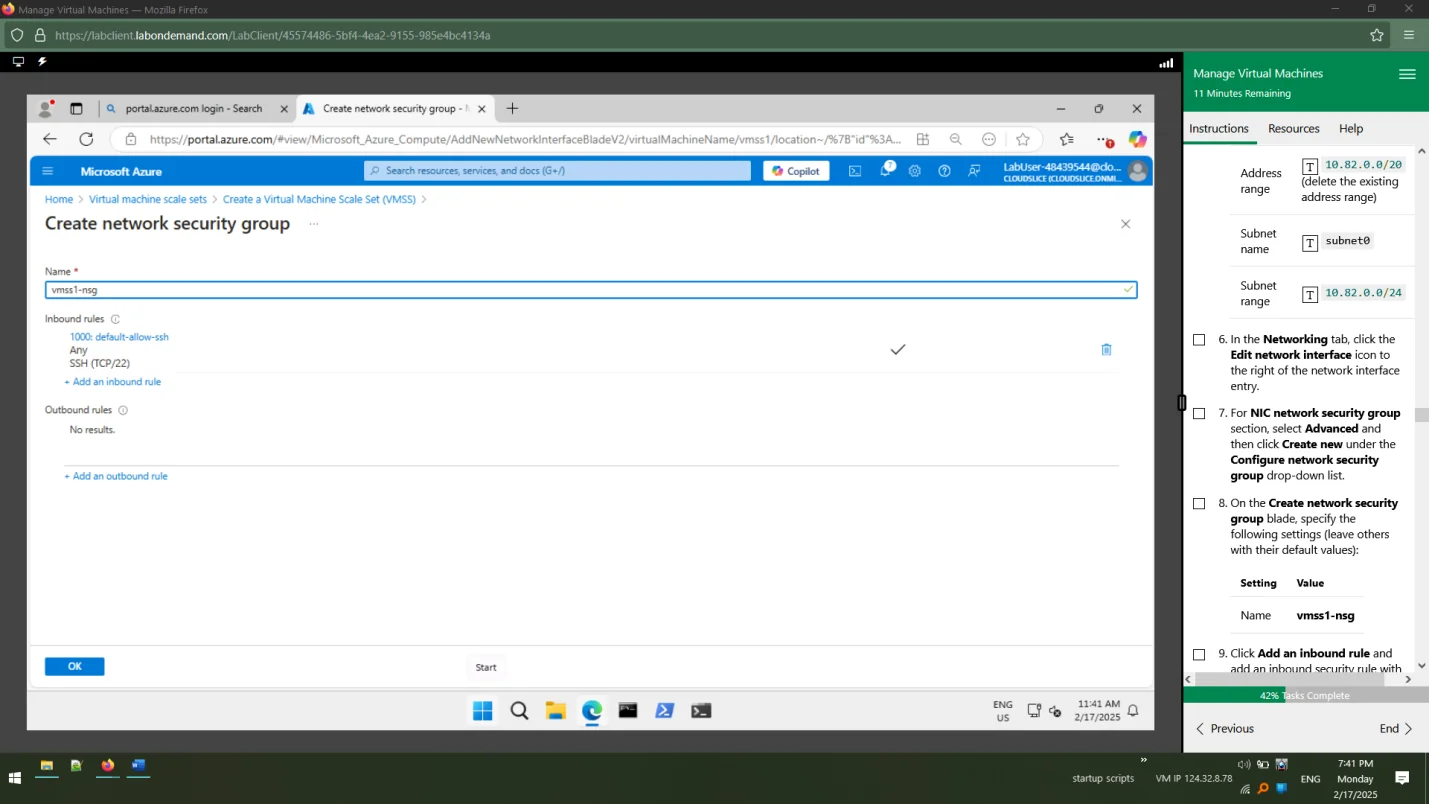 Manage Virtual Machines — Mozilla Firefox
https://labclient.labondemand.com/LabClient/45574486-5bf4-4ea2-9155-985e4bc4134a
portal.azure.com login - Search
Create network security group - 
https://portal.azure.com/#view/Microsoft_Azure_Compute/AddNewNetworkInterfaceBladeV2/virtualMachineName/vmss1/location~/%7B"id"%3A...
Microsoft Azure
Search resources, services, and docs (G+/)
Copilot
7
LabUser-48439544@clo...
CLOUDSLICE (CLOUDSLICE.ONMI...
Home > Virtual machine scale sets > Create a Virtual Machine Scale Set (VMSS) >
Create network security group ...
Name *
vmss1-nsg
Inbound rules
1000: default-allow-ssh
Any
SSH (TCP/22)
+ Add an inbound rule
Outbound rules
No results.
+ Add an outbound rule
OK
Start
ENG
US
11:41 AM
2/17/2025
Manage Virtual Machines
11 Minutes Remaining
Instructions Resources Help
Address
range
T 10.82.0.0/20
(delete the existing
address range)
Subnet
name
T subnet0
Subnet
range
T 10.82.0.0/24
6. In the Networking tab, click the
Edit network interface icon to
the right of the network interface
entry.
7. For NIC network security group
section, select Advanced and
then click Create new under the
Configure network security
group drop-down list.
8. On the Create network security
group blade, specify the
following settings (leave others
with their default values):
Setting Value
Name vmss1-nsg
9. Click Add an inbound rule and
add an inbound security rule with
42% Tasks Complete
< Previous
End >
startup scripts
VM IP 124.32.8.78
ENG
7:41 PM
Monday
2/17/2025